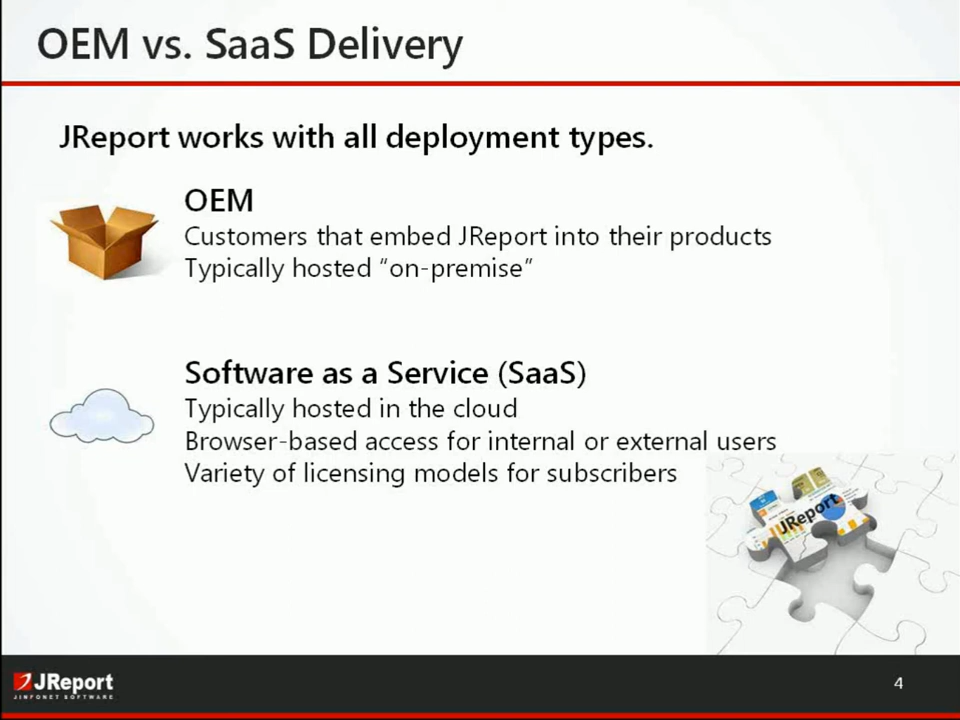 OEM vs. SaaS Delivery
JReport works with all deployment types.
OEM
Customers that embed JReport into their products
Typically hosted “on-premise”
Software as a Service (SaaS)
Typically hosted in the cloud
Browser-based access for internal or external users
Variety of licensing models for subscribers
JReport
JReport
JINFONET SOFTWARE
4